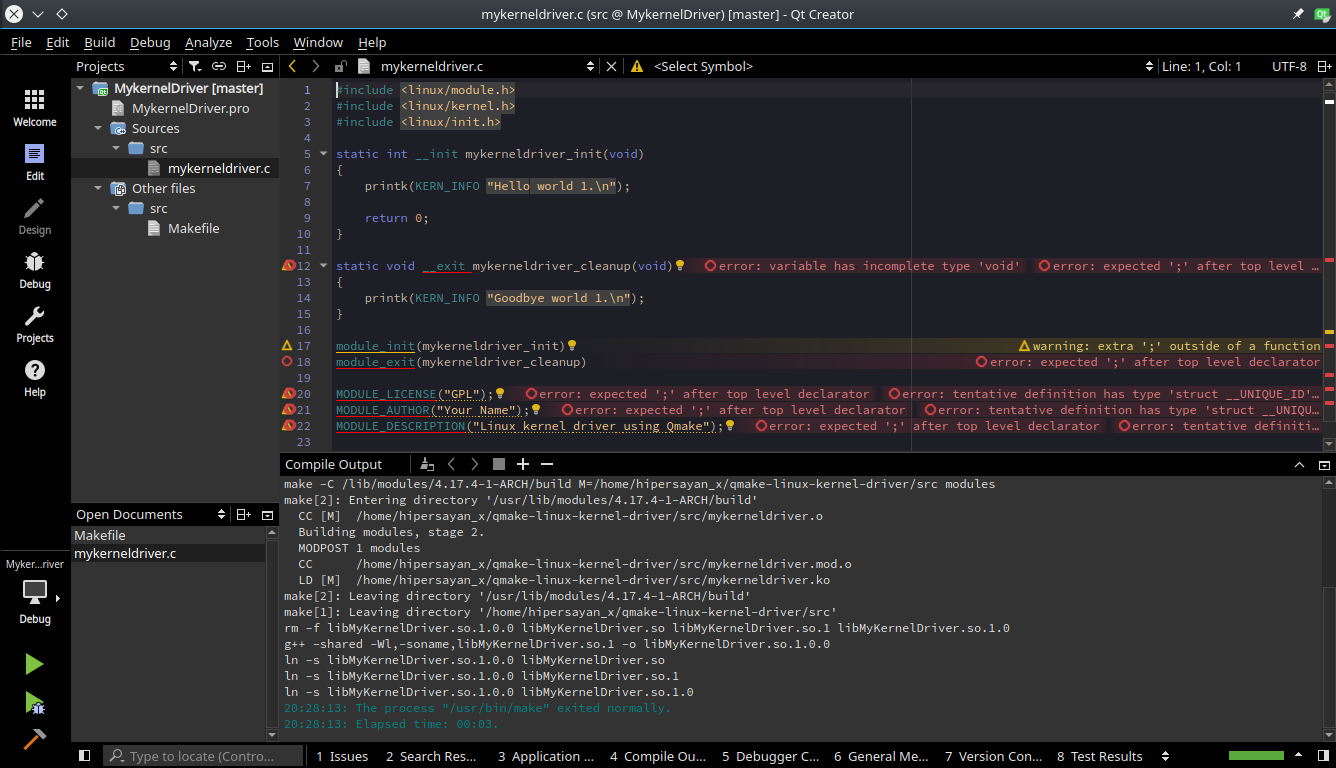 mykerneldriver.c (src @ MykernelDriver) [master] - Qt Creator
File Edit Build Debug Analyze Tools Window Help
Projects
mykerneldriver.c
<Select Symbol>
Line: 1, Col: 1
UTF-8
Welcome
Edit
Design
Debug
Projects
Help
MykernelDriver [master]
MykernelDriver.pro
Sources
src
mykerneldriver.c
Other files
src
Makefile
1 #include <linux/module.h>
2 #include <linux/kernel.h>
3 #include <linux/init.h>
4
5 static int __init mykerneldriver_init(void)
6 {
7 printk(KERN_INFO "Hello world 1.\n");
8
9 return 0;
10 }
11
12 static void __exit mykerneldriver_cleanup(void) error: variable has incomplete type 'void' error: expected ';' after top level …
13 {
14 printk(KERN_INFO "Goodbye world 1.\n");
15 }
16
17 module_init(mykerneldriver_init) warning: extra ';' outside of a function
18 module_exit(mykerneldriver_cleanup) error: expected ';' after top level declarator
19
20 MODULE_LICENSE("GPL"); error: expected ';' after top level declarator error: tentative definition has type 'struct __UNIQUE_ID'…
21 MODULE_AUTHOR("Your Name"); error: expected ';' after top level declarator error: tentative definition has type 'struct __UNIQU…
22 MODULE_DESCRIPTION("Linux kernel driver using Qmake"); error: expected ';' after top level declarator error: tentative definiti…
23
Open Documents
Makefile
mykerneldriver.c
Myker...river
Debug
Compile Output
make -C /lib/modules/4.17.4-1-ARCH/build M=/home/hipersayan_x/qmake-linux-kernel-driver/src modules
make[2]: Entering directory '/usr/lib/modules/4.17.4-1-ARCH/build'
CC [M] /home/hipersayan_x/qmake-linux-kernel-driver/src/mykerneldriver.o
Building modules, stage 2.
MODPOST 1 modules
CC /home/hipersayan_x/qmake-linux-kernel-driver/src/mykerneldriver.mod.o
LD [M] /home/hipersayan_x/qmake-linux-kernel-driver/src/mykerneldriver.ko
make[2]: Leaving directory '/usr/lib/modules/4.17.4-1-ARCH/build'
make[1]: Leaving directory '/home/hipersayan_x/qmake-linux-kernel-driver/src'
rm -f libMyKernelDriver.so.1.0.0 libMyKernelDriver.so libMyKernelDriver.so.1 libMyKernelDriver.so.1.0
g++ -shared -Wl,-soname,libMyKernelDriver.so.1 -o libMyKernelDriver.so.1.0.0
ln -s libMyKernelDriver.so.1.0.0 libMyKernelDriver.so
ln -s libMyKernelDriver.so.1.0.0 libMyKernelDriver.so.1
ln -s libMyKernelDriver.so.1.0.0 libMyKernelDriver.so.1.0
20:28:13: The process "/usr/bin/make" exited normally.
20:28:13: Elapsed time: 00:03.
Type to locate (Contro...
1 Issues 2 Search Res... 3 Application ... 4 Compile Ou... 5 Debugger C... 6 General Me... 7 Version Con... 8 Test Results